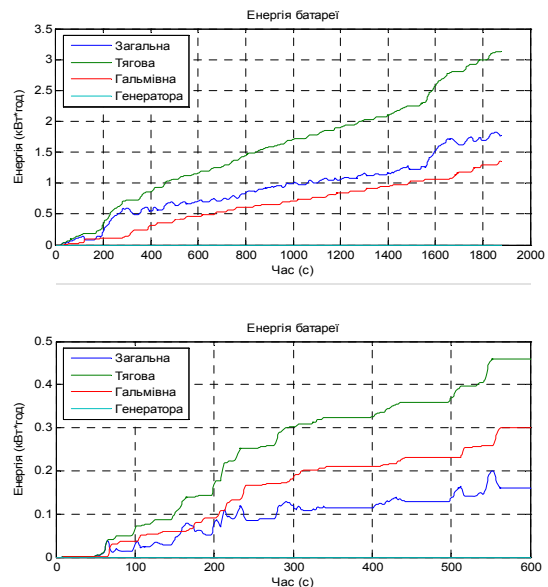 Енергія батареї
Енергія (кВт*год)
3.5
3
2.5
2
1.5
1
0.5
0
Загальна
Тягова
Гальмівна
Генератора
0 200 400 600 800 1000 1200 1400 1600 1800 2000
Час (с)
Енергія батареї
Енергія (кВт*год)
0.5
0.4
0.3
0.2
0.1
0
Загальна
Тягова
Гальмівна
Генератора
0 100 200 300 400 500 600
Час (с)